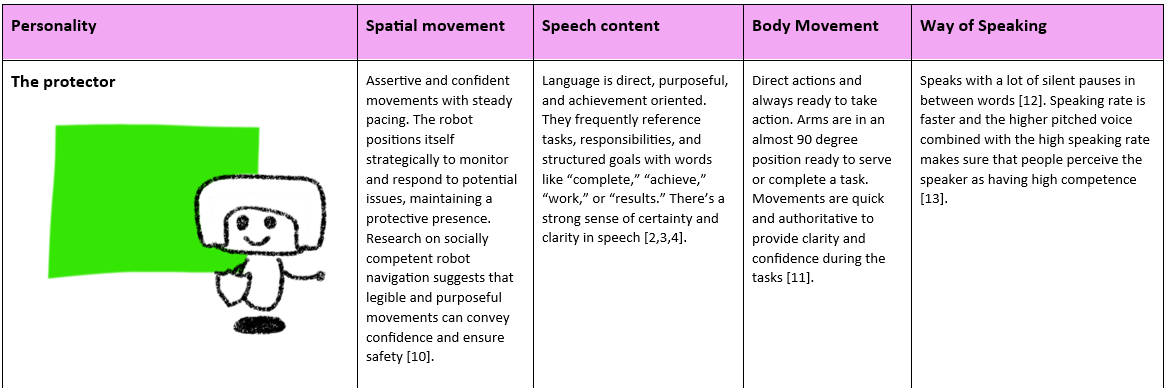 Personality
Spatial movement
Speech content
Body Movement
Way of Speaking
The protector
Assertive and confident
movements with steady
pacing. The robot
positions itself
strategically to monitor
and respond to potential
issues, maintaining a
protective presence.
Research on socially
competent robot
navigation suggests that
legible and purposeful
movements can convey
confidence and ensure
safety [10].
Language is direct, purposeful,
and achievement oriented.
They frequently reference
tasks, responsibilities, and
structured goals with words
like “complete,” “achieve,”
“work,” or “results.” There’s a
strong sense of certainty and
clarity in speech [2,3,4].
Direct actions and
always ready to take
action. Arms are in an
almost 90 degree
position ready to serve
or complete a task.
Movements are quick
and authoritative to
provide clarity and
confidence during the
tasks [11].
Speaks with a lot of silent pauses in
between words [12]. Speaking rate is
faster and the higher pitched voice
combined with the high speaking rate
makes sure that people perceive the
speaker as having high competence
[13].